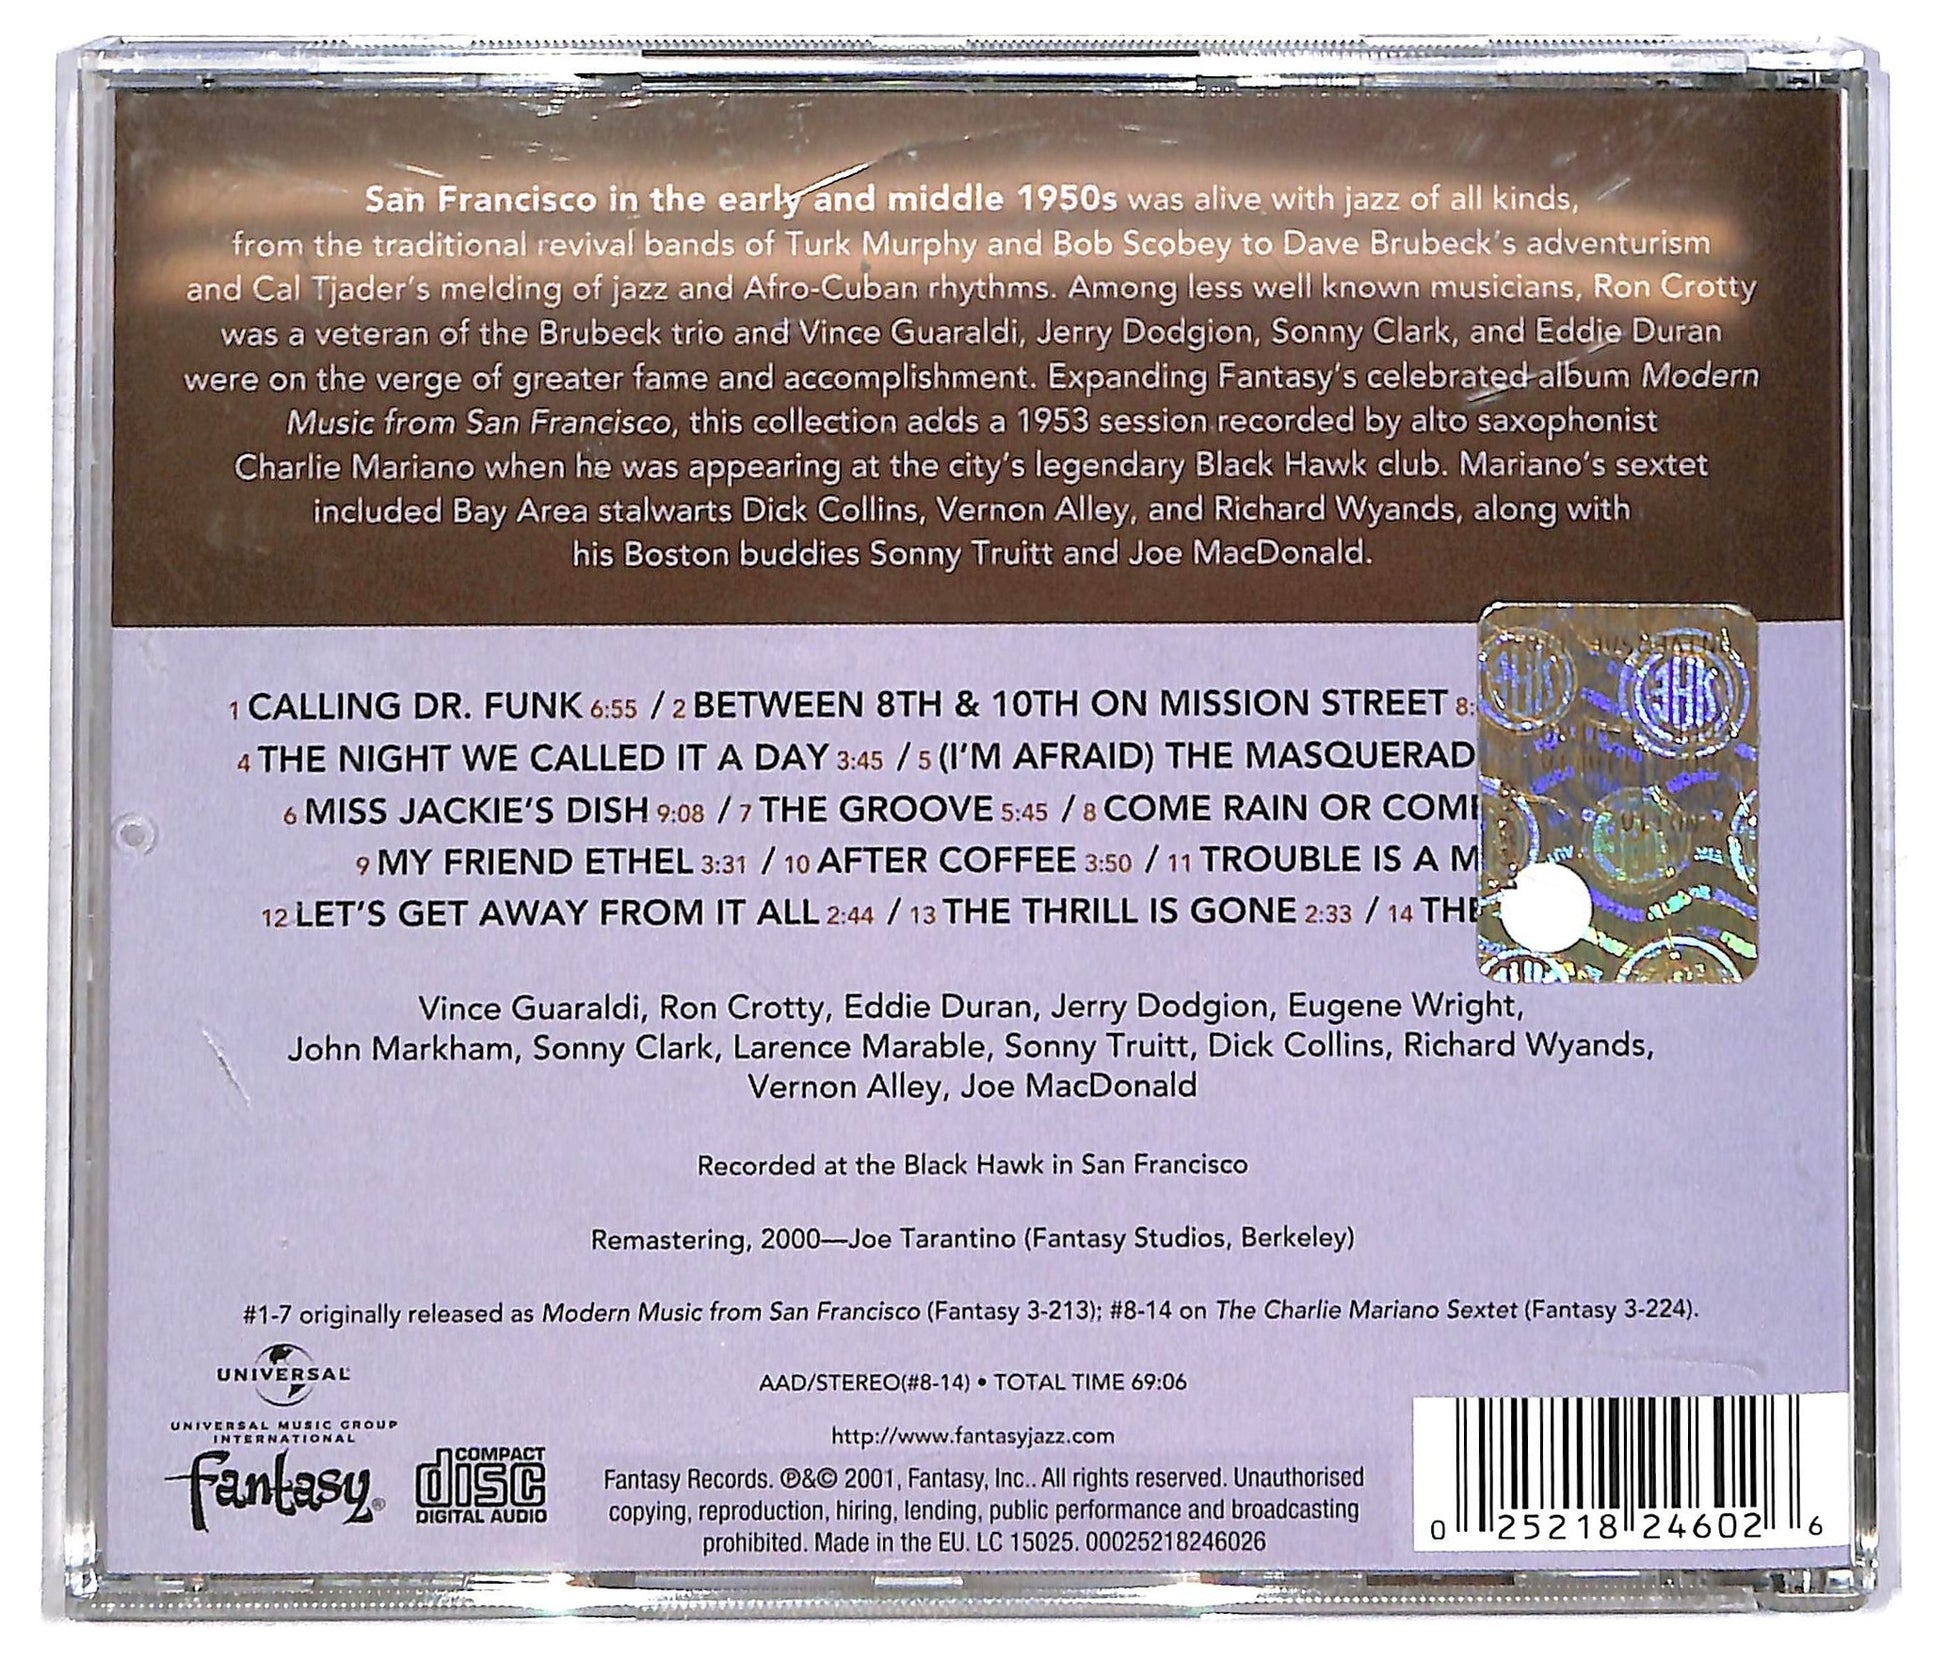 San Francisco in the early and middle 1950s was alive with jazz of all kinds,
from the traditional revival bands of Turk Murphy and Bob Scobey to Dave Brubeck's adventurism
and Cal Tjader's melding of jazz and Afro-Cuban rhythms. Among less well known musicians, Ron Crotty
was a veteran of the Brubeck trio and Vince Guaraldi, Jerry Dodgion, Sonny Clark, and Eddie Duran
were on the verge of greater fame and accomplishment. Expanding Fantasy's celebrated album Modern
Music from San Francisco, this collection adds a 1953 session recorded by alto saxophonist
Charlie Mariano when he was appearing at the city's legendary Black Hawk club. Mariano's sextet
included Bay Area stalwarts Dick Collins, Vernon Alley, and Richard Wyands, along with
his Boston buddies Sonny Truitt and Joe MacDonald.
1 CALLING DR. FUNK 6:55 / 2 BETWEEN 8TH & 10TH ON MISSION STREET 8:
4 THE NIGHT WE CALLED IT A DAY 3:45 / 5 (I'M AFRAID) THE MASQUERAD
6 MISS JACKIE'S DISH 9:08 / 7 THE GROOVE 5:45 / 8 COME RAIN OR COM
9 MY FRIEND ETHEL 3:31 / 10 AFTER COFFEE 3:50 / 11 TROUBLE IS A M
12 LET'S GET AWAY FROM IT ALL 2:44 / 13 THE THRILL IS GONE 2:33 / 14 THE
Vince Guaraldi, Ron Crotty, Eddie Duran, Jerry Dodgion, Eugene Wright,
John Markham, Sonny Clark, Larence Marable, Sonny Truitt, Dick Collins, Richard Wyands,
Vernon Alley, Joe MacDonald
Recorded at the Black Hawk in San Francisco
Remastering, 2000—Joe Tarantino (Fantasy Studios, Berkeley)
#1-7 originally released as Modern Music from San Francisco (Fantasy 3-213); #8-14 on The Charlie Mariano Sextet (Fantasy 3-224).
UNIVERSAL
UNIVERSAL MUSIC GROUP
INTERNATIONAL
fantasy®
COMPACT
disc
DIGITAL AUDIO
AAD/STEREO(#8-14) • TOTAL TIME 69:06
http://www.fantasyjazz.com
Fantasy Records. ℗&© 2001, Fantasy, Inc.. All rights reserved. Unauthorised
copying, reproduction, hiring, lending, public performance and broadcasting
prohibited. Made in the EU. LC 15025. 00025218246026
0 25218 24602 6